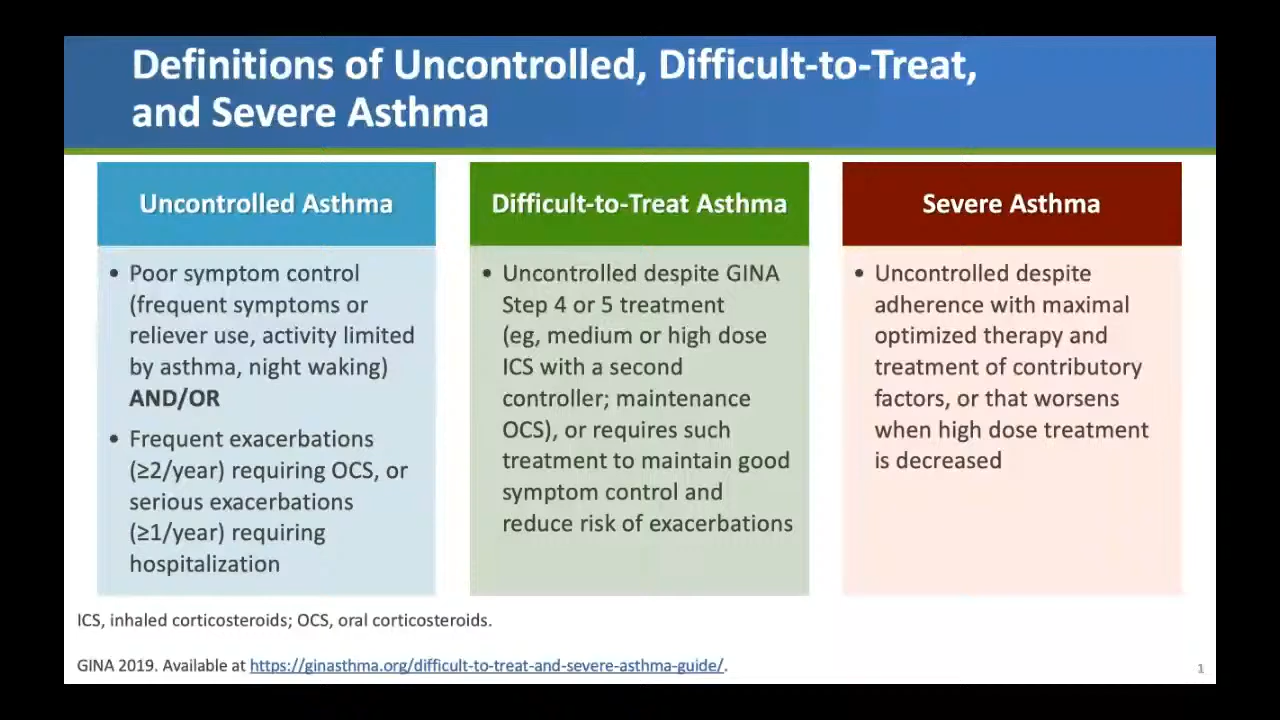 Definitions of Uncontrolled, Difficult-to-Treat,
and Severe Asthma
Uncontrolled Asthma
• Poor symptom control
(frequent symptoms or
reliever use, activity limited
by asthma, night waking)
AND/OR
• Frequent exacerbations
(≥2/year) requiring OCS, or
serious exacerbations
(≥1/year) requiring
hospitalization
Difficult-to-Treat Asthma
• Uncontrolled despite GINA
Step 4 or 5 treatment
(eg, medium or high dose
ICS with a second
controller; maintenance
OCS), or requires such
treatment to maintain good
symptom control and
reduce risk of exacerbations
Severe Asthma
• Uncontrolled despite
adherence with maximal
optimized therapy and
treatment of contributory
factors, or that worsens
when high dose treatment
is decreased
ICS, inhaled corticosteroids; OCS, oral corticosteroids.
GINA 2019. Available at https://ginasthma.org/difficult-to-treat-and-severe-asthma-guide/.
1